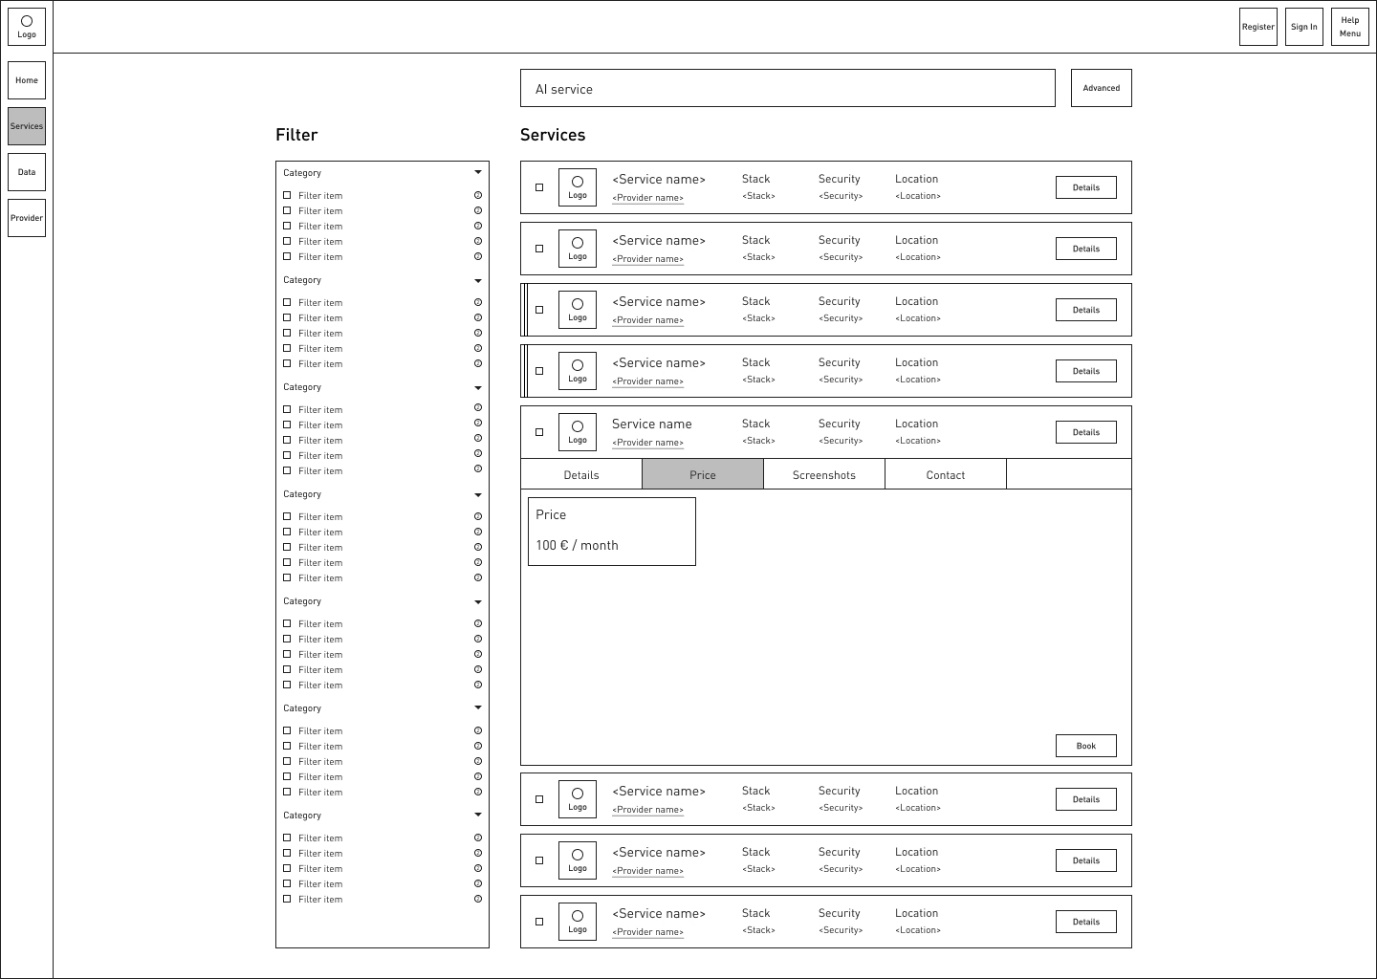 Logo
Register
Sign In
Help
Menu
Home
Services
Data
Provider
AI service
Advanced
Filter
Category
Filter item
Filter item
Filter item
Filter item
Filter item
Category
Filter item
Filter item
Filter item
Filter item
Filter item
Category
Filter item
Filter item
Filter item
Filter item
Filter item
Category
Filter item
Filter item
Filter item
Filter item
Filter item
Category
Filter item
Filter item
Filter item
Filter item
Filter item
Category
Filter item
Filter item
Filter item
Filter item
Filter item
Category
Filter item
Filter item
Filter item
Filter item
Filter item
Services
Logo <Service name> Stack Security Location Details
<Provider name> <Stack> <Security> <Location>
Logo <Service name> Stack Security Location Details
<Provider name> <Stack> <Security> <Location>
Logo <Service name> Stack Security Location Details
<Provider name> <Stack> <Security> <Location>
Logo <Service name> Stack Security Location Details
<Provider name> <Stack> <Security> <Location>
Logo Service name Stack Security Location Details
<Provider name> <Stack> <Security> <Location>
Details Price Screenshots Contact
Price
100 € / month
Book
Logo <Service name> Stack Security Location Details
<Provider name> <Stack> <Security> <Location>
Logo <Service name> Stack Security Location Details
<Provider name> <Stack> <Security> <Location>
Logo <Service name> Stack Security Location Details
<Provider name> <Stack> <Security> <Location>